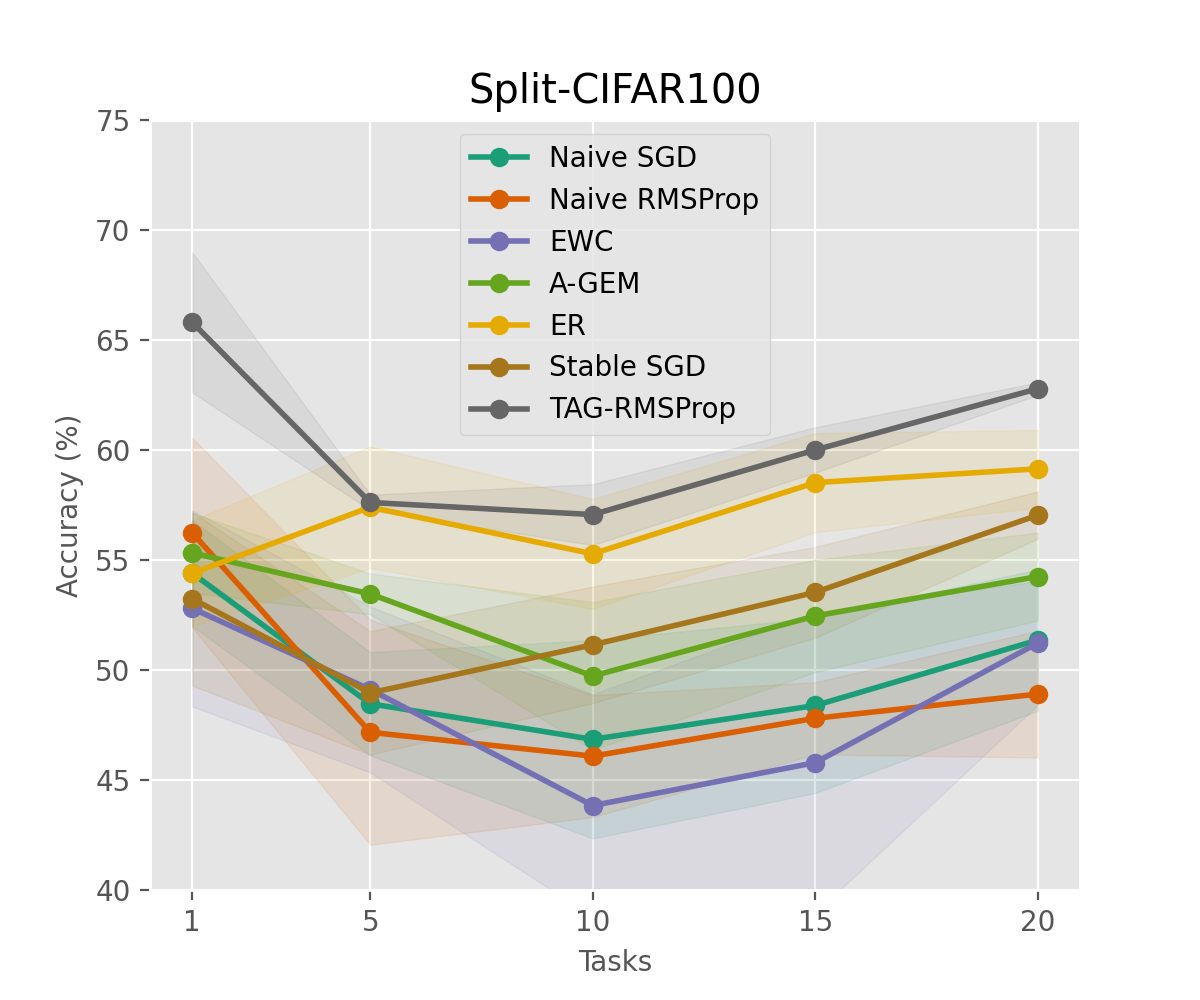 Split-CIFAR100
75
70
65
60
55
50
45
40
Accuracy (%)
Naive SGD
Naive RMSProp
EWC
A-GEM
ER
Stable SGD
TAG-RMSProp
1 5 10 15 20
Tasks